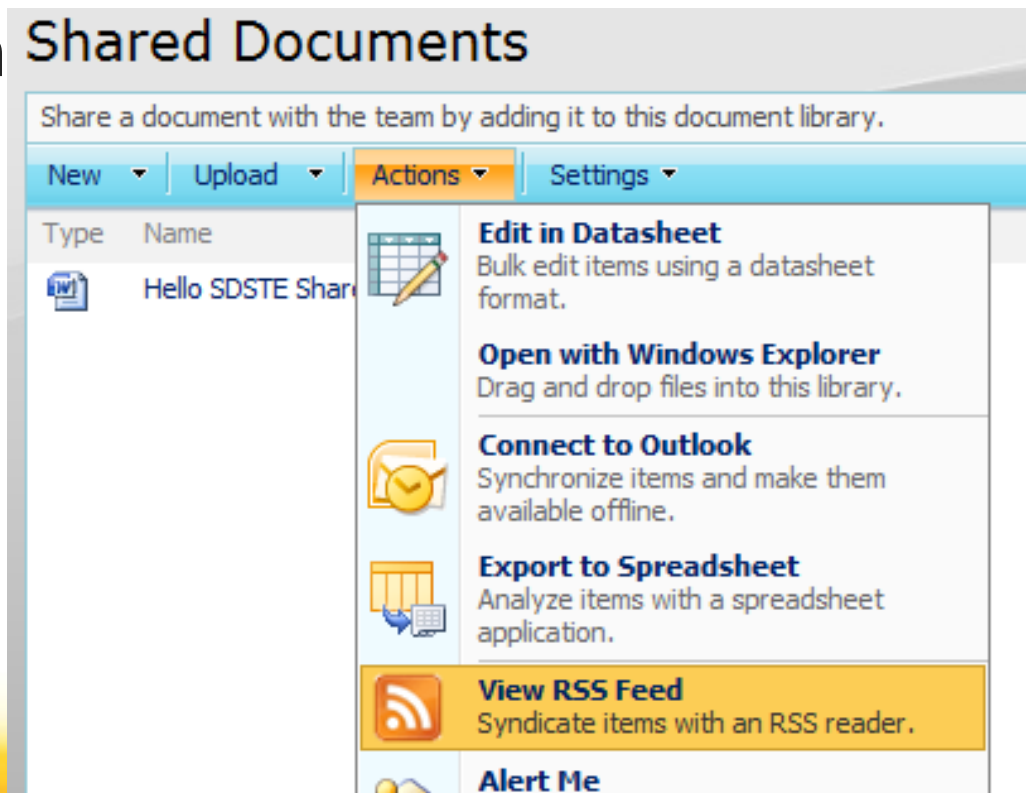 Shared Documents
Share a document with the team by adding it to this document library.
New Upload Actions Settings
Type Name
Hello SDSTE Shar
Edit in Datasheet
Bulk edit items using a datasheet
format.
Open with Windows Explorer
Drag and drop files into this library.
Connect to Outlook
Synchronize items and make them
available offline.
Export to Spreadsheet
Analyze items with a spreadsheet
application.
View RSS Feed
Syndicate items with an RSS reader.
Alert Me